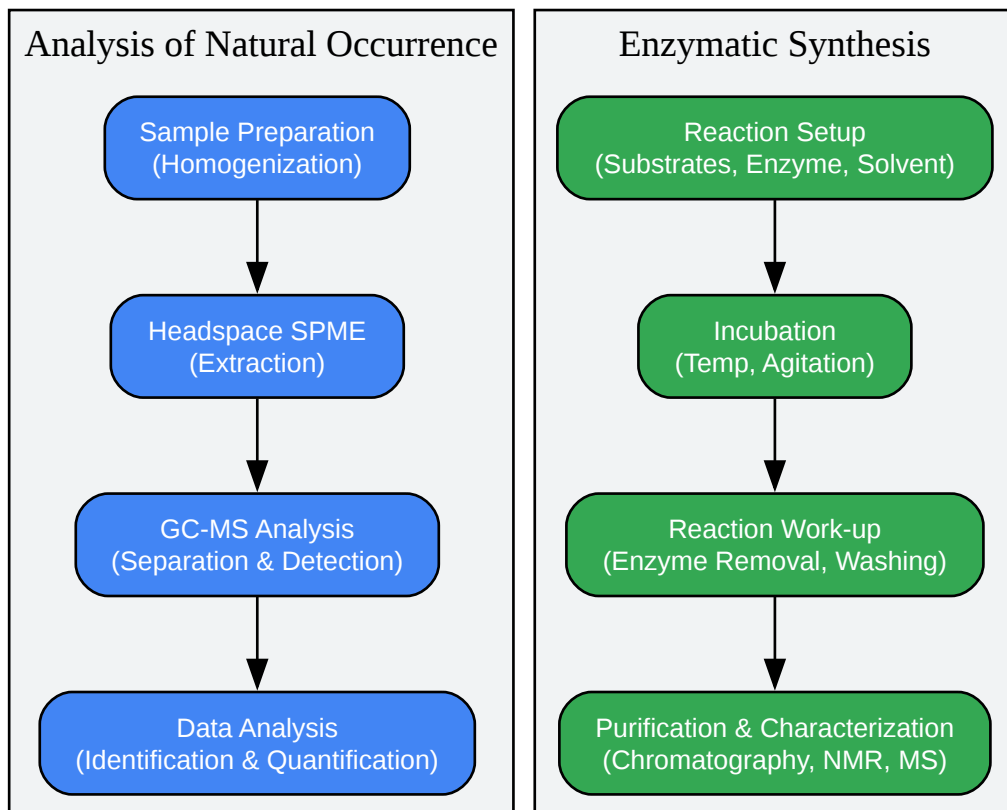 Analysis of Natural Occurrence
Sample Preparation
(Homogenization)
Headspace SPME
(Extraction)
GC-MS Analysis
(Separation & Detection)
Data Analysis
(Identification & Quantification)
Enzymatic Synthesis
Reaction Setup
(Substrates, Enzyme, Solvent)
Incubation
(Temp, Agitation)
Reaction Work-up
(Enzyme Removal, Washing)
Purification & Characterization
(Chromatography, NMR, MS)